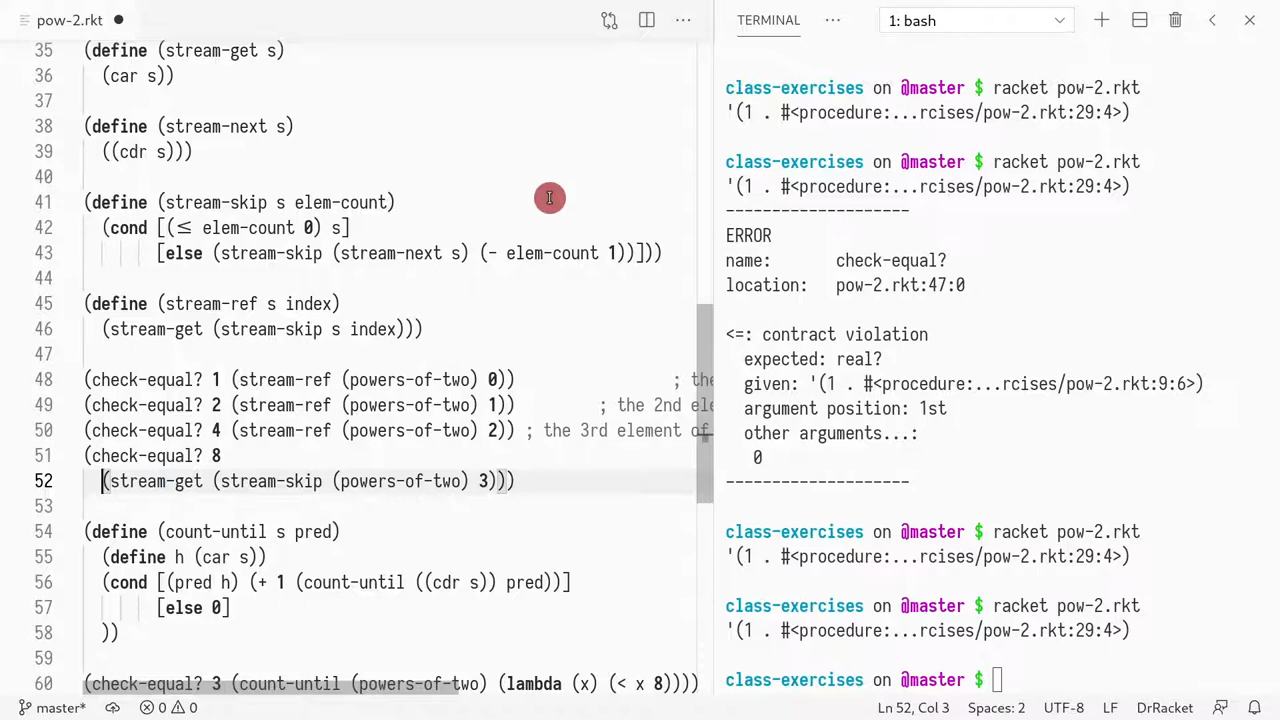 pow-2.rkt
35 (define (stream-get s)
36 (car s))
37
38 (define (stream-next s)
39 ((cdr s)))
40
41 (define (stream-skip s elem-count)
42 (cond [(≤ elem-count 0) s]
43 [else (stream-skip (stream-next s) (- elem-count 1))]))
44
45 (define (stream-ref s index)
46 (stream-get (stream-skip s index)))
47
48 (check-equal? 1 (stream-ref (powers-of-two) 0)) ; the
49 (check-equal? 2 (stream-ref (powers-of-two) 1)) ; the 2nd ele
50 (check-equal? 4 (stream-ref (powers-of-two) 2)) ; the 3rd element of
51 (check-equal? 8
52 (stream-get (stream-skip (powers-of-two) 3)))
53
54 (define (count-until s pred)
55 (define h (car s))
56 (cond [(pred h) (+ 1 (count-until ((cdr s)) pred))]
57 [else 0]
58 ))
59
60 (check-equal? 3 (count-until (powers-of-two) (lambda (x) (< x 8))))
TERMINAL ··· 1: bash
class-exercises on @master $ racket pow-2.rkt
'(1 . #<procedure:...rcises/pow-2.rkt:29:4>)
class-exercises on @master $ racket pow-2.rkt
'(1 . #<procedure:...rcises/pow-2.rkt:29:4>)
--------------------
ERROR
name: check-equal?
location: pow-2.rkt:47:0
<=: contract violation
expected: real?
given: '(1 . #<procedure:...rcises/pow-2.rkt:9:6>)
argument position: 1st
other arguments...:
0
--------------------
class-exercises on @master $ racket pow-2.rkt
'(1 . #<procedure:...rcises/pow-2.rkt:29:4>)
class-exercises on @master $ racket pow-2.rkt
'(1 . #<procedure:...rcises/pow-2.rkt:29:4>)
class-exercises on @master $
master* 0 0 Ln 52, Col 3 Spaces: 2 UTF-8 LF DrRacket